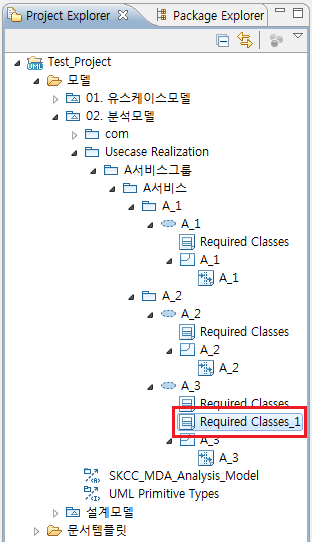 Project Explorer Package Explorer
Test_Project
모델
01. 유스케이스모델
02. 분석모델
com
Usecase Realization
A서비스그룹
A서비스
A_1
A_1
Required Classes
A_1
A_1
A_2
A_2
Required Classes
A_2
A_2
A_3
Required Classes
Required Classes_1
A_3
A_3
SKCC_MDA_Analysis_Model
UML Primitive Types
설계모델
문서템플릿